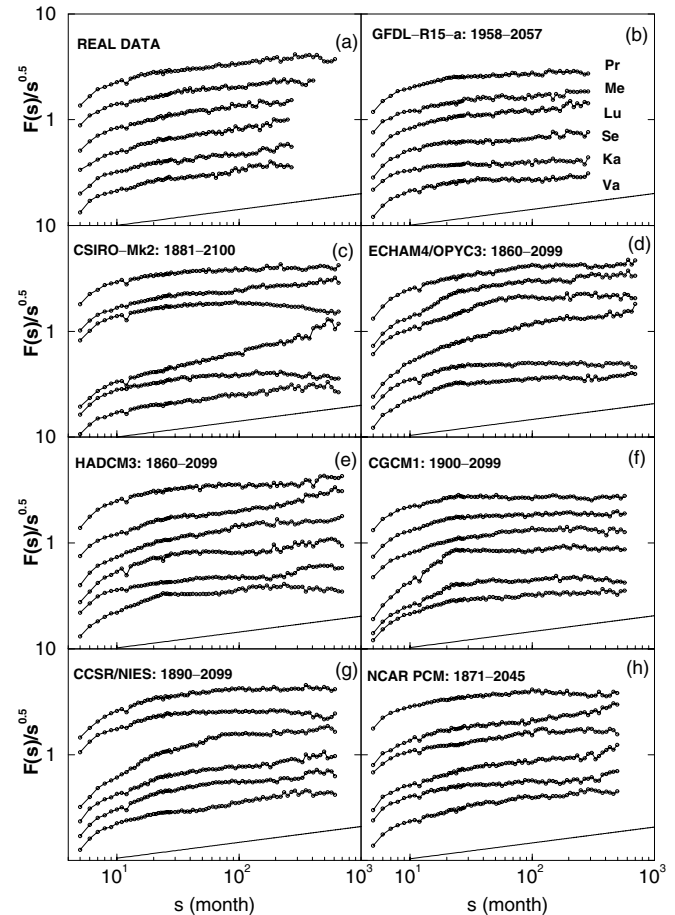 10
REAL DATA
(a)
GFDL–R15–a: 1958–2057
(b)
F(s)/s^0.5
1
Pr
Me
Lu
Se
Ka
Va
10
CSIRO–Mk2: 1881–2100
(c)
ECHAM4/OPYC3: 1860–2099
(d)
F(s)/s^0.5
1
10
HADCM3: 1860–2099
(e)
CGCM1: 1900–2099
(f)
F(s)/s^0.5
1
10
CCSR/NIES: 1890–2099
(g)
NCAR PCM: 1871–2045
(h)
F(s)/s^0.5
1
10^1
10^2
10^3
10^1
10^2
10^3
s (month)
s (month)